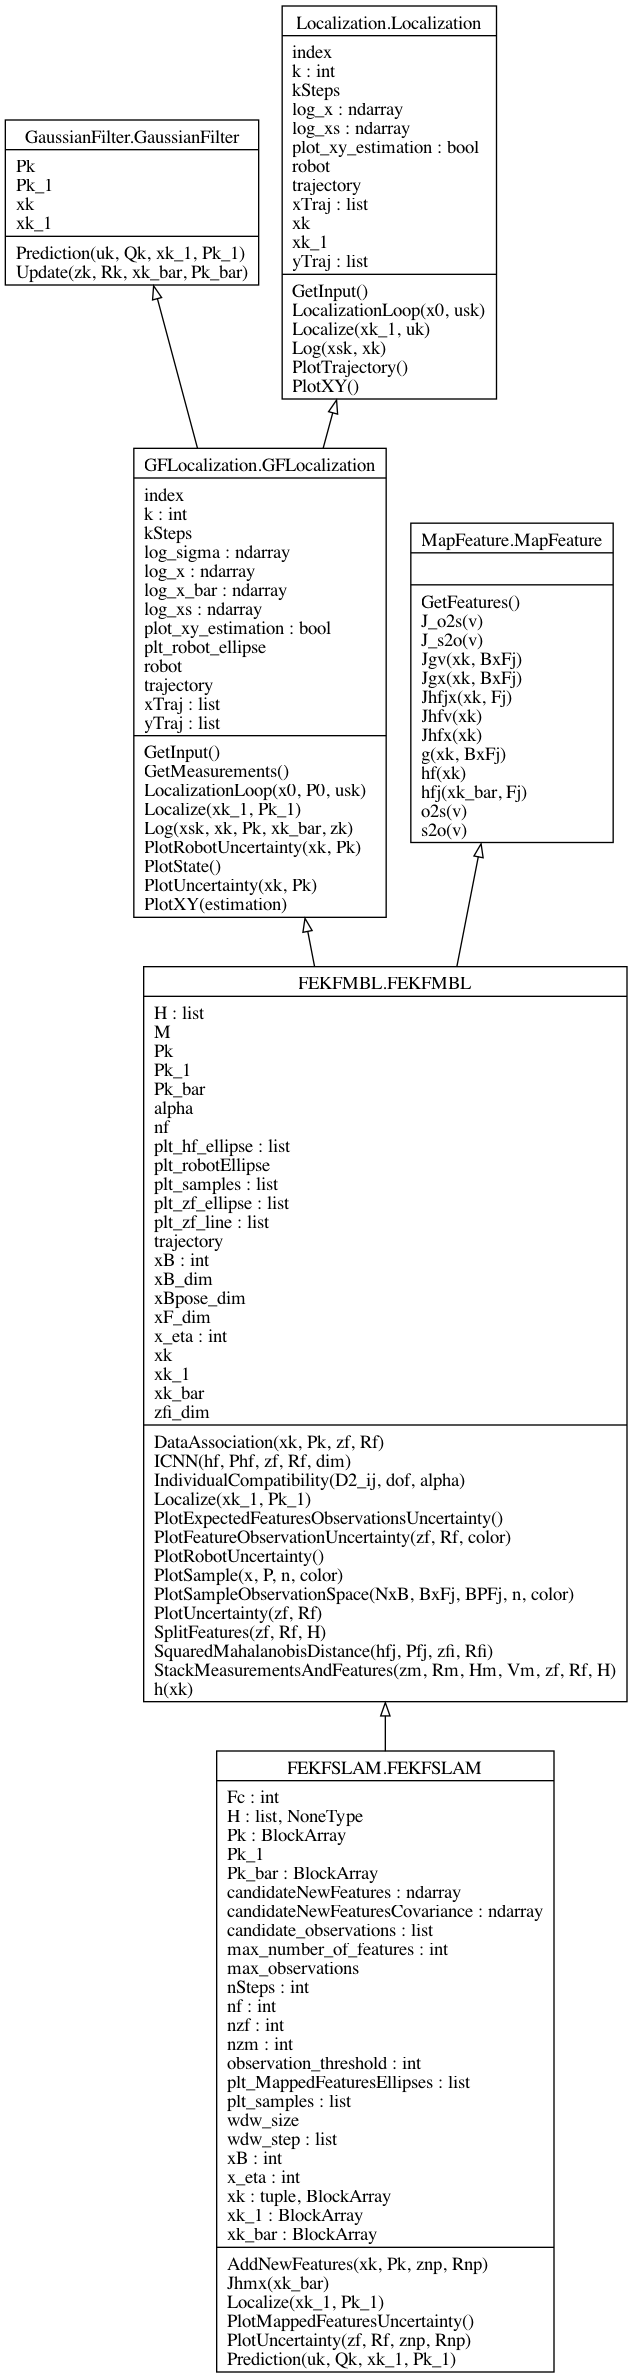 Localization.Localization
index
k : int
kSteps
log_x : ndarray
log_xs : ndarray
plot_xy_estimation : bool
robot
trajectory
xTraj : list
xk
xk_1
yTraj : list
GetInput()
LocalizationLoop(x0, usk)
Localize(xk_1, uk)
Log(xsk, xk)
PlotTrajectory()
PlotXY()
GaussianFilter.GaussianFilter
Pk
Pk_1
xk
xk_1
Prediction(uk, Qk, xk_1, Pk_1)
Update(zk, Rk, xk_bar, Pk_bar)
GFLocalization.GFLocalization
index
k : int
kSteps
log_sigma : ndarray
log_x : ndarray
log_x_bar : ndarray
log_xs : ndarray
plot_xy_estimation : bool
plt_robot_ellipse
robot
trajectory
xTraj : list
yTraj : list
GetInput()
GetMeasurements()
LocalizationLoop(x0, P0, usk)
Localize(xk_1, Pk_1)
Log(xsk, xk, Pk, xk_bar, zk)
PlotRobotUncertainty(xk, Pk)
PlotState()
PlotUncertainty(xk, Pk)
PlotXY(estimation)
MapFeature.MapFeature
GetFeatures()
J_o2s(v)
J_s2o(v)
Jgv(xk, BxFj)
Jgx(xk, BxFj)
Jhfjx(xk, Fj)
Jhfv(xk)
Jhfx(xk)
g(xk, BxFj)
hf(xk)
hfj(xk_bar, Fj)
o2s(v)
s2o(v)
FEKFMBL.FEKFMBL
H : list
M
Pk
Pk_1
Pk_bar
alpha
nf
plt_hf_ellipse : list
plt_robotEllipse
plt_samples : list
plt_zf_ellipse : list
plt_zf_line : list
trajectory
xB : int
xB_dim
xBpose_dim
xF_dim
x_eta : int
xk
xk_1
xk_bar
zfi_dim
DataAssociation(xk, Pk, zf, Rf)
ICNN(hf, Phf, zf, Rf, dim)
IndividualCompatibility(D2_ij, dof, alpha)
Localize(xk_1, Pk_1)
PlotExpectedFeaturesObservationsUncertainty()
PlotFeatureObservationUncertainty(zf, Rf, color)
PlotRobotUncertainty()
PlotSample(x, P, n, color)
PlotSampleObservationSpace(NxB, BxFj, BPFj, n, color)
PlotUncertainty(zf, Rf)
SplitFeatures(zf, Rf, H)
SquaredMahalanobisDistance(hfj, Pfj, zfi, Rfi)
StackMeasurementsAndFeatures(zm, Rm, Hm, Vm, zf, Rf, H)
h(xk)
FEKFSLAM.FEKFSLAM
Fc : int
H : list, NoneType
Pk : BlockArray
Pk_1
Pk_bar : BlockArray
candidateNewFeatures : ndarray
candidateNewFeaturesCovariance : ndarray
candidate_observations : list
max_number_of_features : int
max_observations
nSteps : int
nf : int
nzf : int
nzm : int
observation_threshold : int
plt_MappedFeaturesEllipses : list
plt_samples : list
wdw_size
wdw_step : list
xB : int
x_eta : int
xk : tuple, BlockArray
xk_1 : BlockArray
xk_bar : BlockArray
AddNewFeatures(xk, Pk, znp, Rnp)
Jhmx(xk_bar)
Localize(xk_1, Pk_1)
PlotMappedFeaturesUncertainty()
PlotUncertainty(zf, Rf, znp, Rnp)
Prediction(uk, Qk, xk_1, Pk_1)